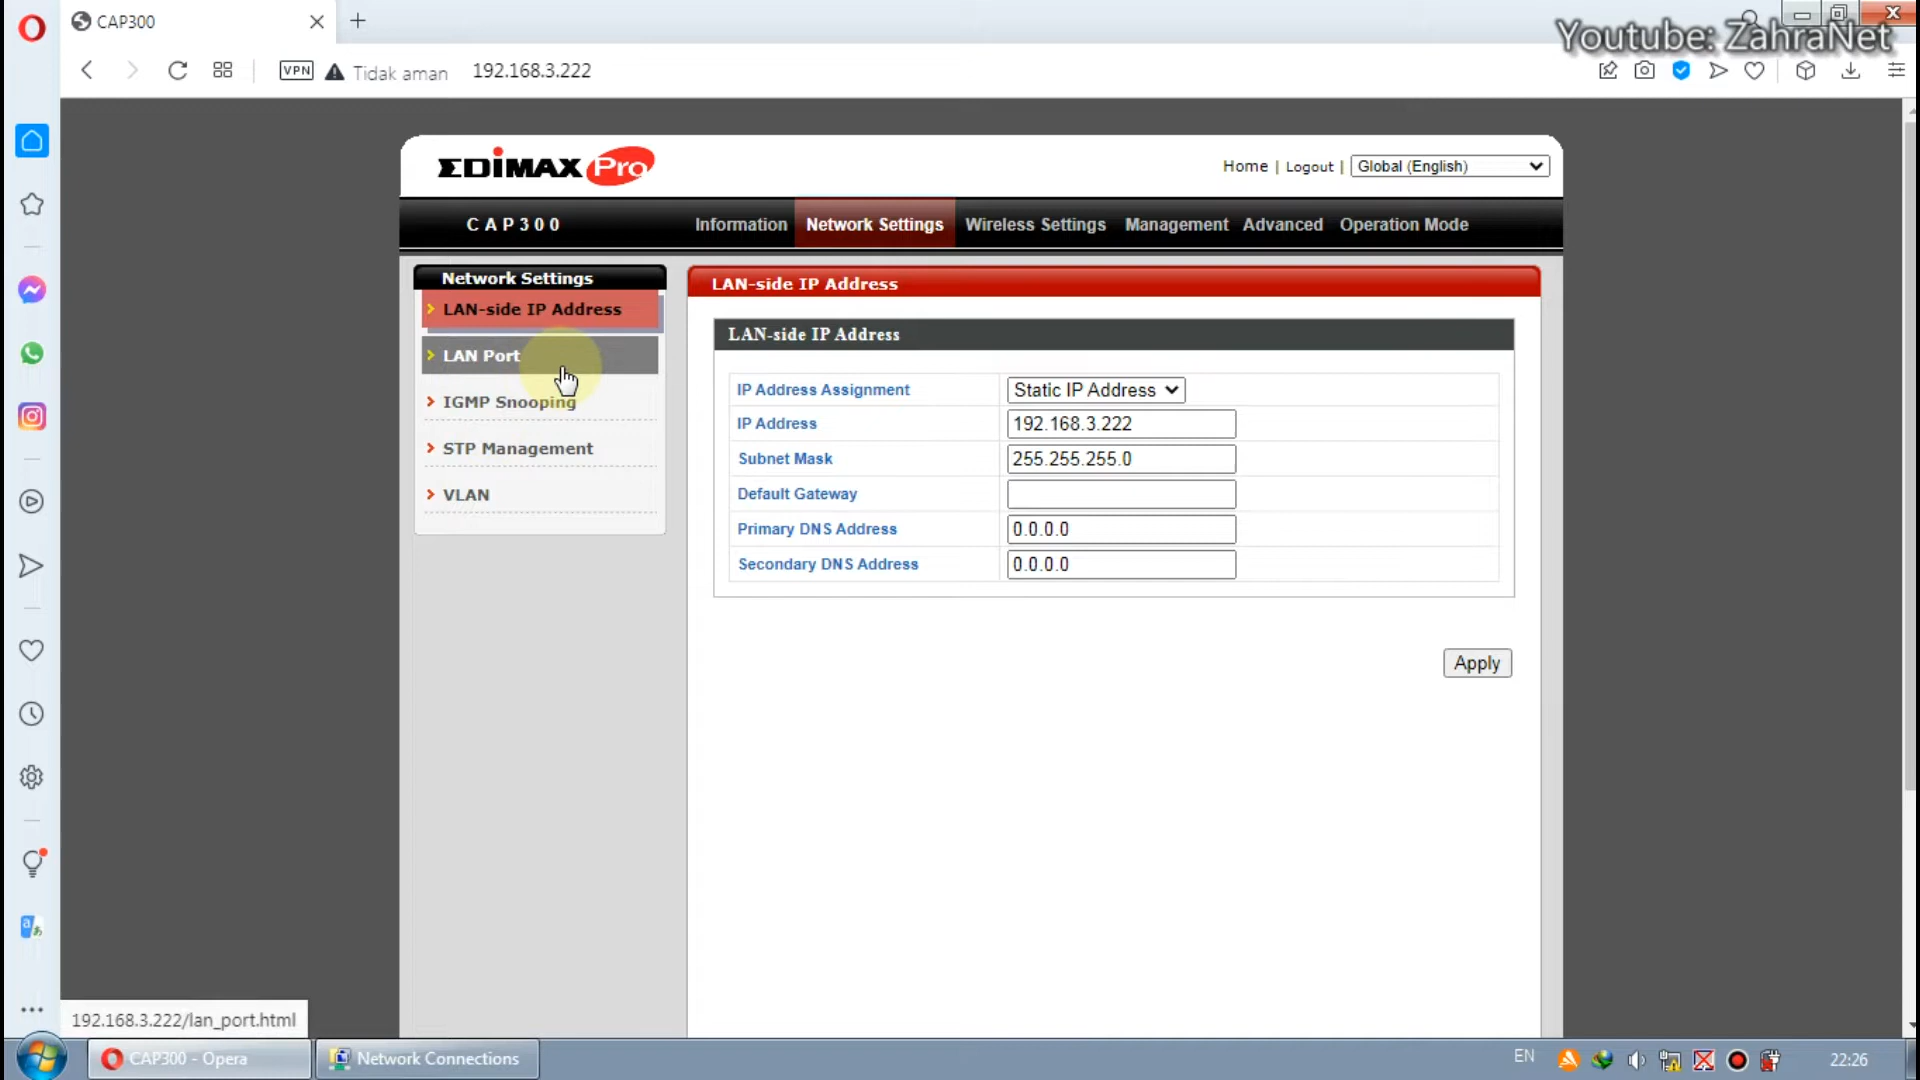 CAP300
Youtube: ZahraNet
VPN Tidak aman 192.168.3.222
EDIMAX Pro
Home | Logout | Global (English)
CAP300 Information Network Settings Wireless Settings Management Advanced Operation Mode
Network Settings
LAN-side IP Address
LAN Port
IGMP Snooping
STP Management
VLAN
LAN-side IP Address
LAN-side IP Address
IP Address Assignment Static IP Address
IP Address 192.168.3.222
Subnet Mask 255.255.255.0
Default Gateway
Primary DNS Address 0.0.0.0
Secondary DNS Address 0.0.0.0
Apply
192.168.3.222/lan_port.html
CAP300 - Opera
Network Connections
EN
22:26